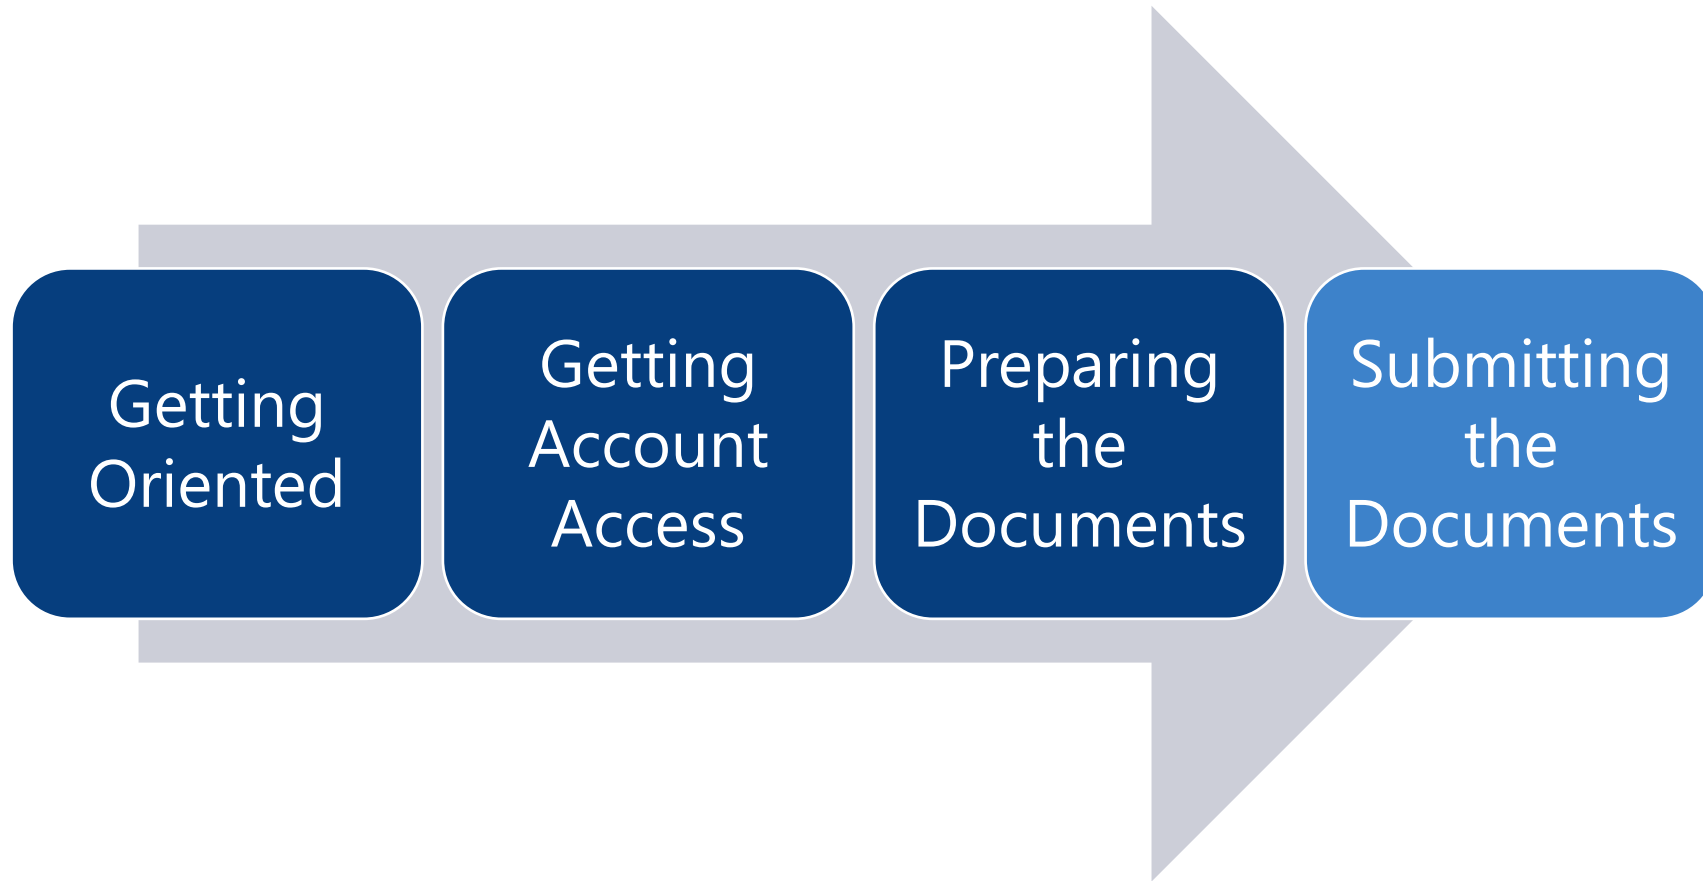 Getting
Oriented
Getting
Account
Access
Preparing
the
Documents
Submitting
the
Documents